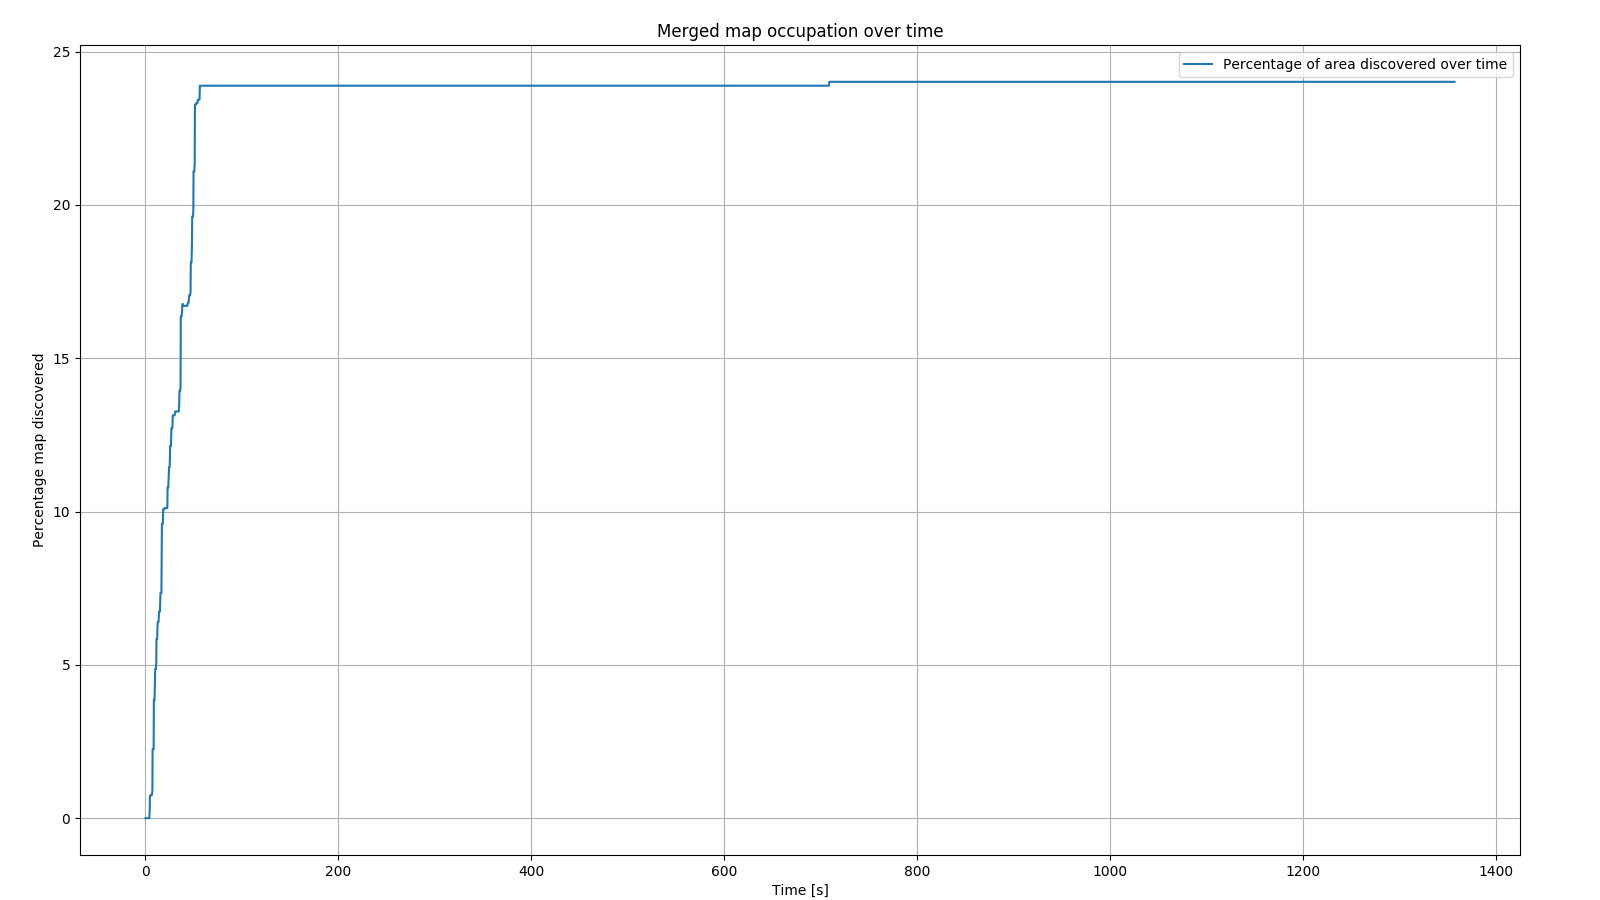 Merged map occupation over time
Percentage of area discovered over time
25
20
15
10
5
0
Percentage map discovered
0 200 400 600 800 1000 1200 1400
Time [s]